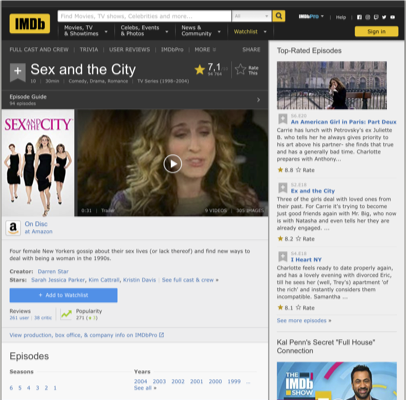 IMDb
Find Movies, TV shows, Celebrities and more...
All
Movies, TV
& Showtimes
Celebs, Events
& Photos
News &
Community
Watchlist
IMDbPro
Help
Sign in
FULL CAST AND CREW | TRIVIA | USER REVIEWS | IMDbPro | MORE
SHARE
Sex and the City
18 | 30min | Comedy, Drama, Romance | TV Series (1998–2004)
7,1
Rate
This
Episode Guide
94 episodes
SEX AND THE CITY
0:31 | Trailer
9 VIDEOS | 300 IMAGES
On Disc
at Amazon
Four female New Yorkers gossip about their sex lives (or lack thereof) and find new ways to
deal with being a woman in the 1990s.
Creator: Darren Star
Stars: Sarah Jessica Parker, Kim Cattrall, Kristin Davis | See full cast & crew »
+ Add to Watchlist
Reviews
261 user | 38 critic
Popularity
271
View production, box office, & company info on IMDbPro
Episodes
Seasons
6 5 4 3 2 1
Years
2004 2003 2002 2001 2000 1999 ...
See all »
Top-Rated Episodes
S6.E20
An American Girl in Paris: Part Deux
Carrie has lunch with Petrovsky's ex Juliette
B. who tells her he always gives priority to
his art above his partner- she finds that true
and has a generally bad time. Charlotte
prepares with Anthony...
8.8 Rate
S2.E18
Ex and the City
Three of the girls deal with loved ones from
their past. For Carrie it's trying to become
just good friends again with Mr. Big, who now
is with Natasha and even tells her they are
already engaged. ...
8.2 Rate
I Heart NY
Charlotte feels ready to date properly again,
and has a lovely evening with divorced Eric,
till he sees her (well, Trey's) apartment 'of
the rich' and instantly considers them
incompatible. Samantha ...
8.1 Rate
See more episodes »
Kal Penn's Secret "Full House"
Connection
THE
IMDb
SHOW